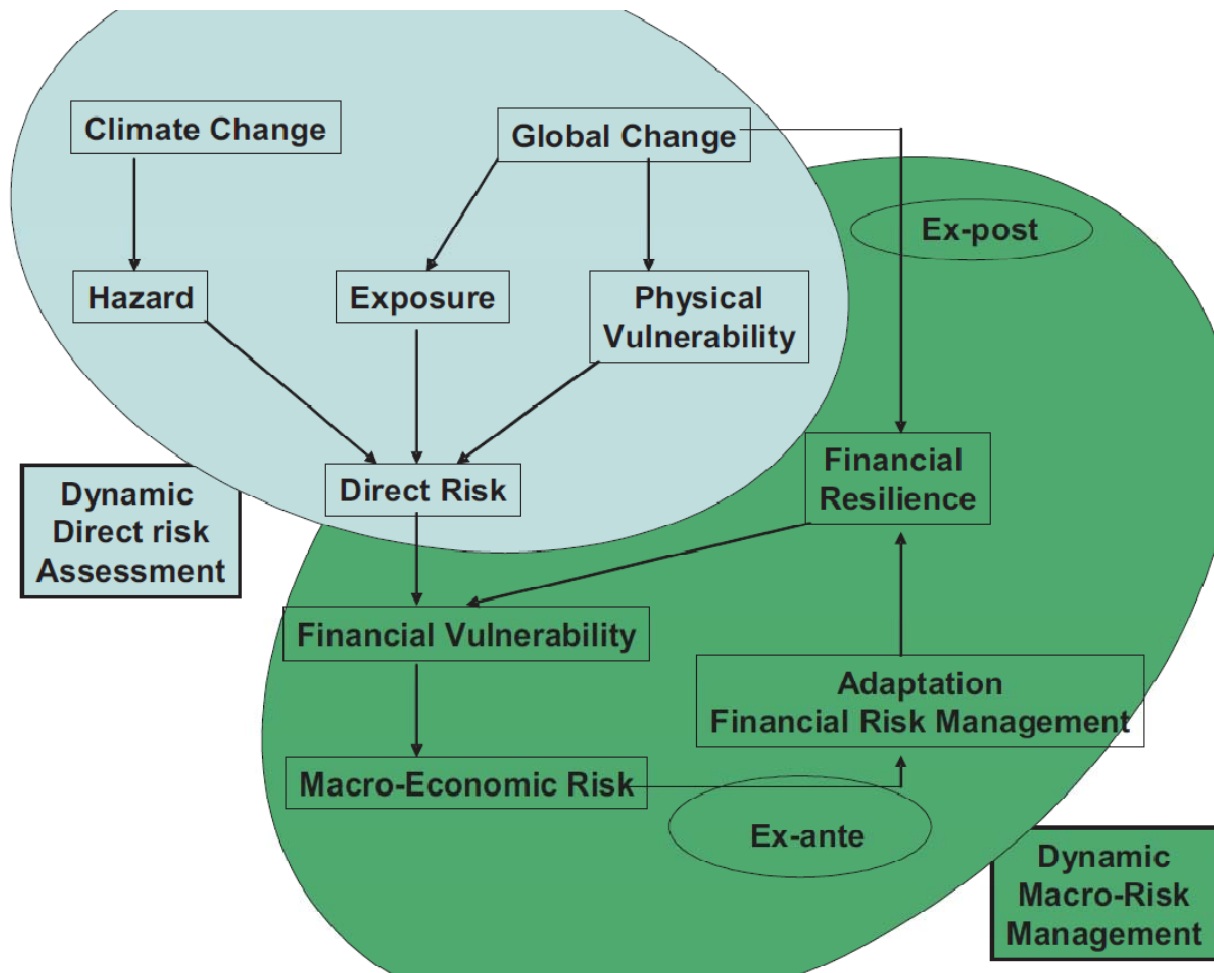 Climate Change
Global Change
Ex-post
Hazard
Exposure
Physical
Vulnerability
Financial
Resilience
Direct Risk
Dynamic
Direct risk
Assessment
Financial Vulnerability
Adaptation
Financial Risk Management
Macro-Economic Risk
Ex-ante
Dynamic
Macro-Risk
Management